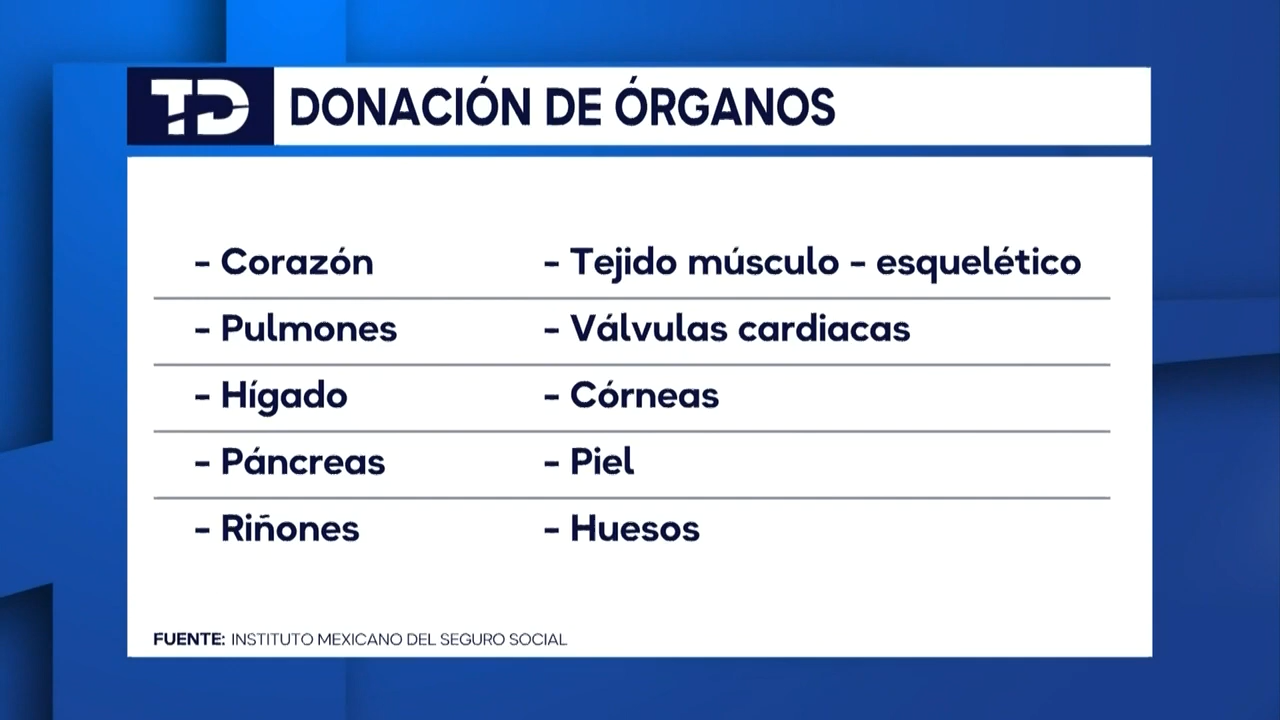 TD DONACIÓN DE ÓRGANOS
- Corazón
- Pulmones
- Hígado
- Páncreas
- Riñones
- Tejido músculo - esquelético
- Válvulas cardiacas
- Córneas
- Piel
- Huesos
FUENTE: INSTITUTO MEXICANO DEL SEGURO SOCIAL